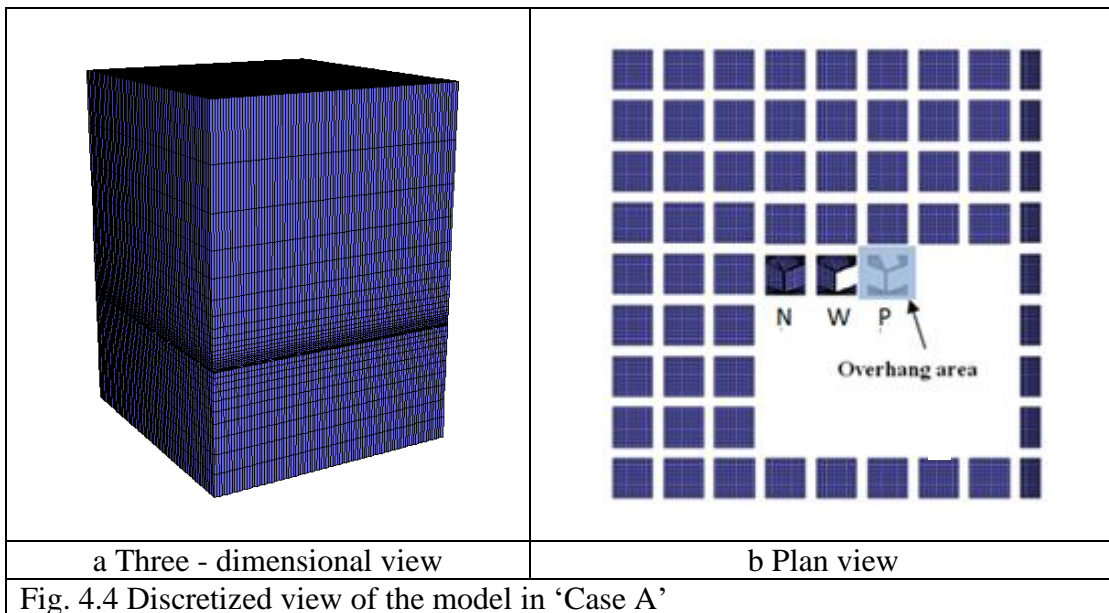 N W P
Overhang area
a Three - dimensional view
b Plan view
Fig. 4.4 Discretized view of the model in ‘Case A’